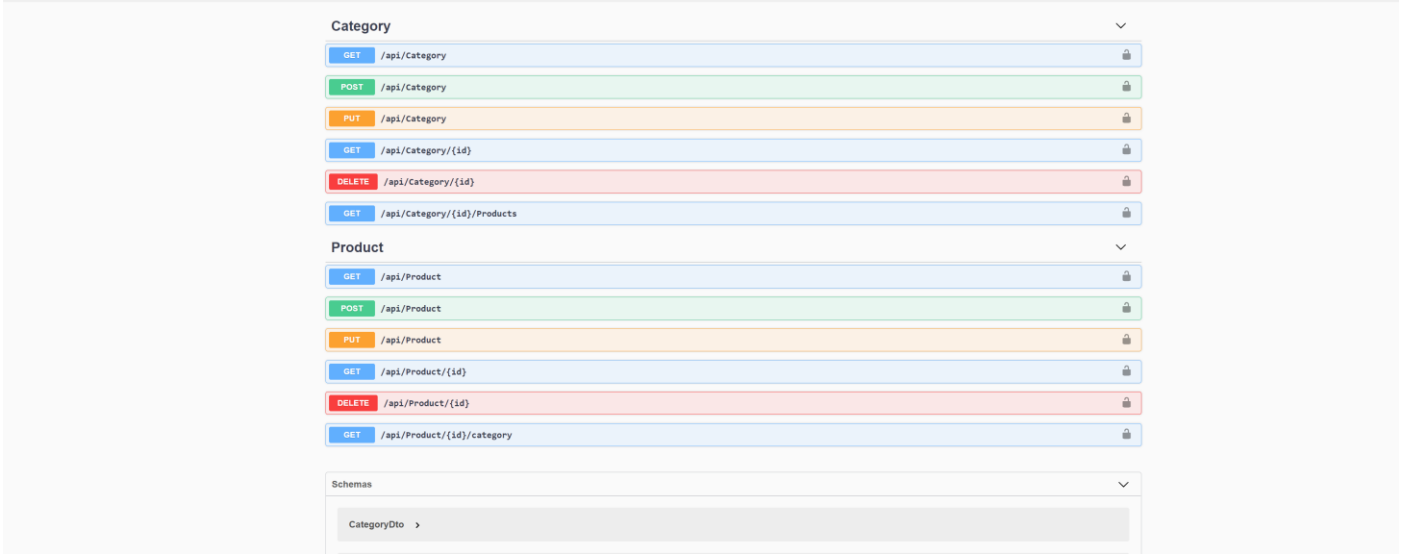 Category
GET /api/Category
POST /api/Category
PUT /api/Category
GET /api/Category/{id}
DELETE /api/Category/{id}
GET /api/Category/{id}/Products
Product
GET /api/Product
POST /api/Product
PUT /api/Product
GET /api/Product/{id}
DELETE /api/Product/{id}
GET /api/Product/{id}/category
Schemas
CategoryDto